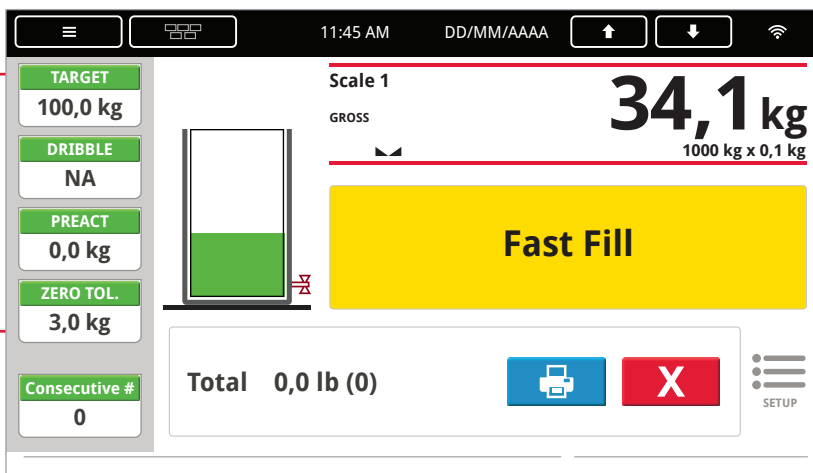 11:45 AM DD/MM/AAAA
TARGET
100,0 kg
DRIBBLE
NA
PREACT
0,0 kg
ZERO TOL.
3,0 kg
Consecutive #
0
Scale 1
GROSS
34,1 kg
1000 kg x 0,1 kg
Fast Fill
Total 0,0 lb (0)
X
SETUP